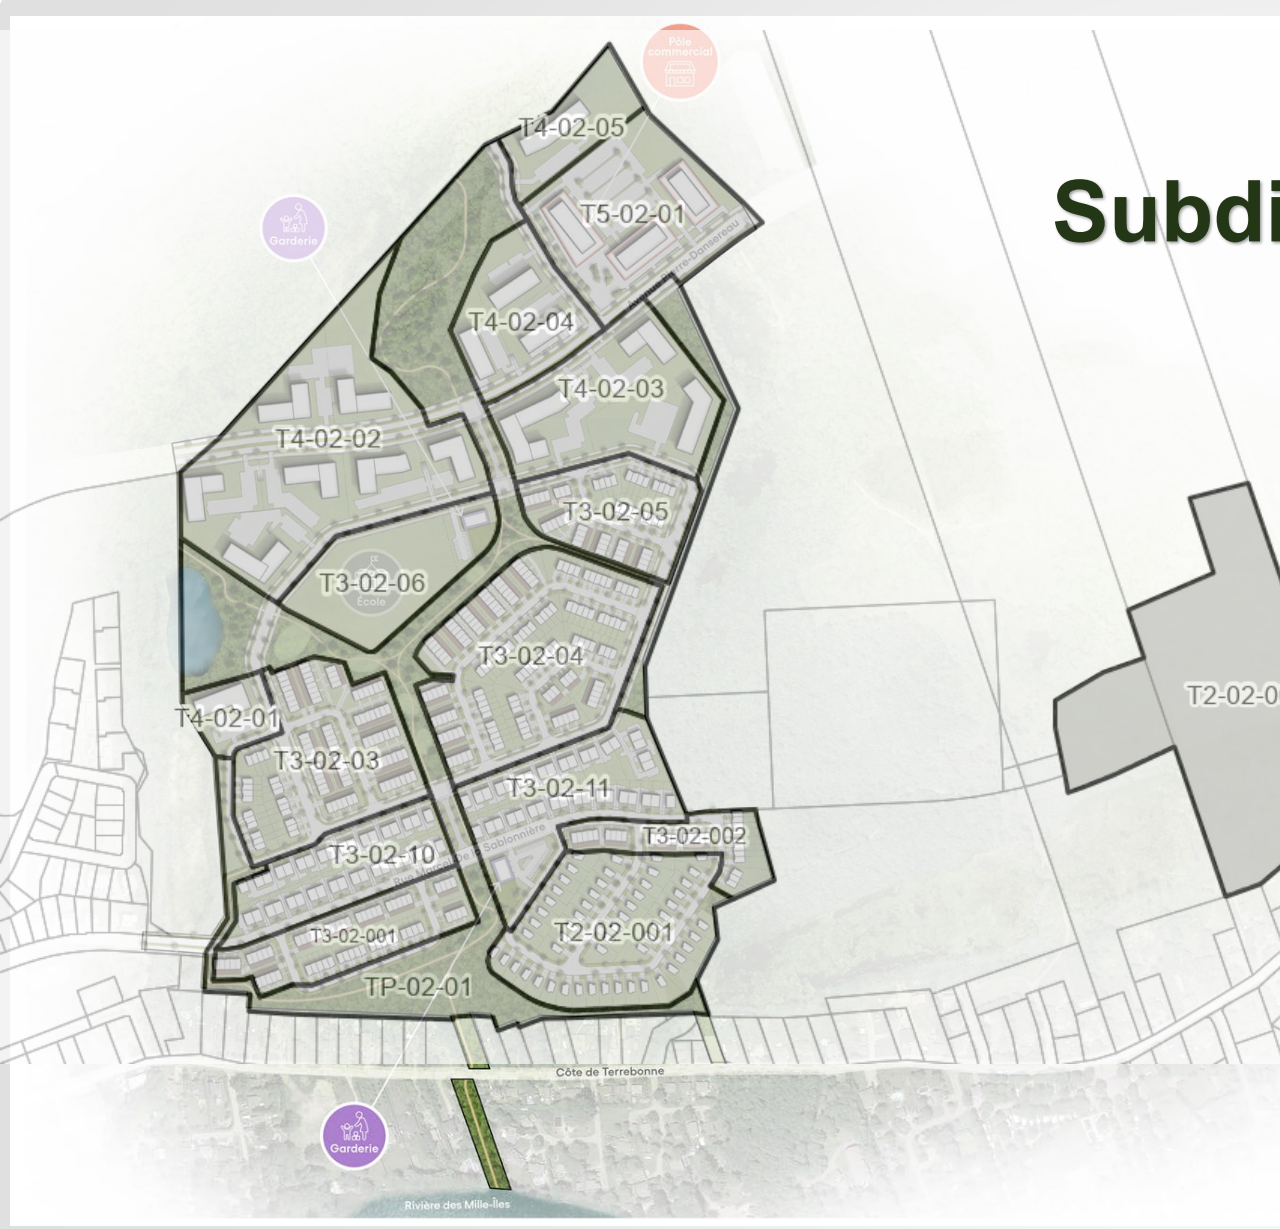 Pôle
commercial
T4-02-05
Subdi
T5-02-01
Garderie
Pierre-Dansereau
T4-02-04
T4-02-03
T4-02-02
T3-02-05
T3-02-06
École
T3-02-04
T2-02-0
T4-02-01
T3-02-03
T3-02-11
T3-02-002
T3-02-10
Rue Marcel-De la Sablonnière
T3-02-001
T2-02-001
TP-02-01
Côte de Terrebonne
Garderie
Rivière des Mille-Îles